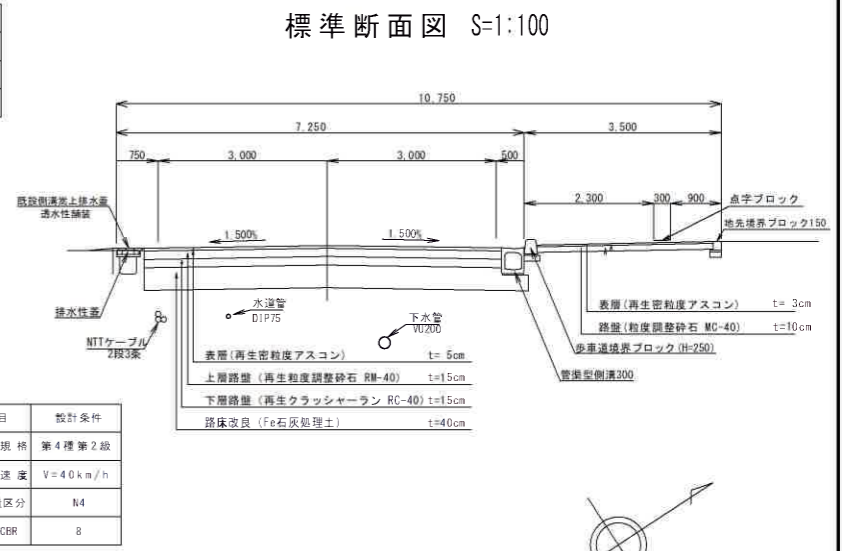 標準断面図 S=1:100
10,750
7,250
3,500
750
3,000
3,000
500
2,300
300
900
点字ブロック
地先境界ブロック150
透水性舗装
1.500%
1.500%
排水性蓋
NTTケーブル
2段3条
水道管
DIP75
下水管
VU200
表層(再生密粒度アスコン) t= 3cm
路盤(粒度調整砕石 MC-40) t=10cm
歩車道境界ブロック(H=250)
管渠型側溝300
表層(再生密粒度アスコン) t= 5cm
上層路盤 (再生粒度調整砕石 RM-40) t=15cm
下層路盤 (再生クラッシャーラン RC-40) t=15cm
路床改良 (Fe石灰処理土) t=40cm
目 設計条件
規格 第4種第2級
速度 V=40km/h
区分 N4
CBR 8